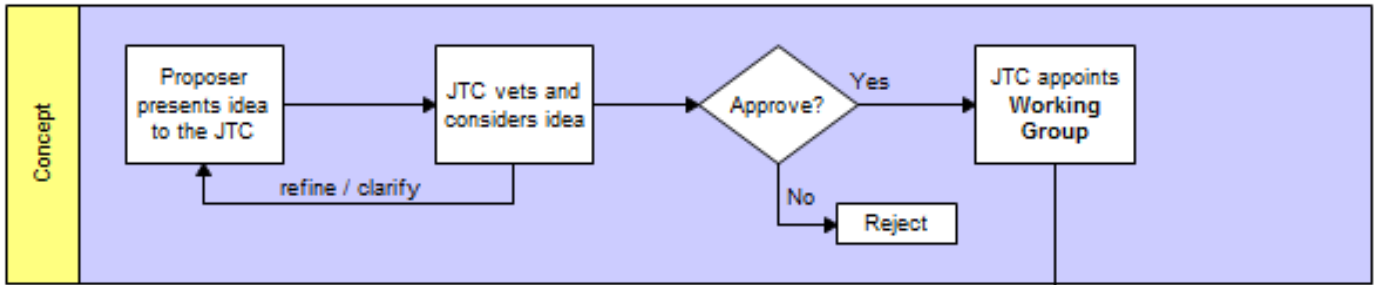 Concept
Proposer
presents idea
to the JTC
JTC vets and
considers idea
refine / clarify
Approve?
Yes
No
Reject
JTC appoints
Working
Group